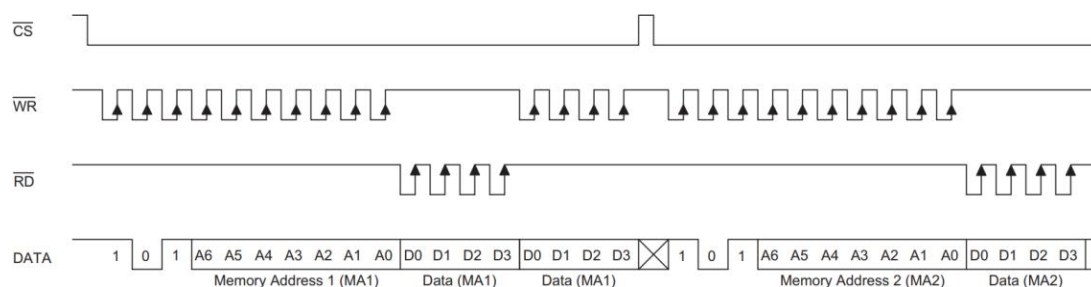 CS
WR
RD
DATA 1 0 1 A6 A5 A4 A3 A2 A1 A0 D0 D1 D2 D3 D0 D1 D2 D3 1 0 1 A6 A5 A4 A3 A2 A1 A0 D0 D1 D2 D3
Memory Address 1 (MA1) Data (MA1) Data (MA1) Memory Address 2 (MA2) Data (MA2)